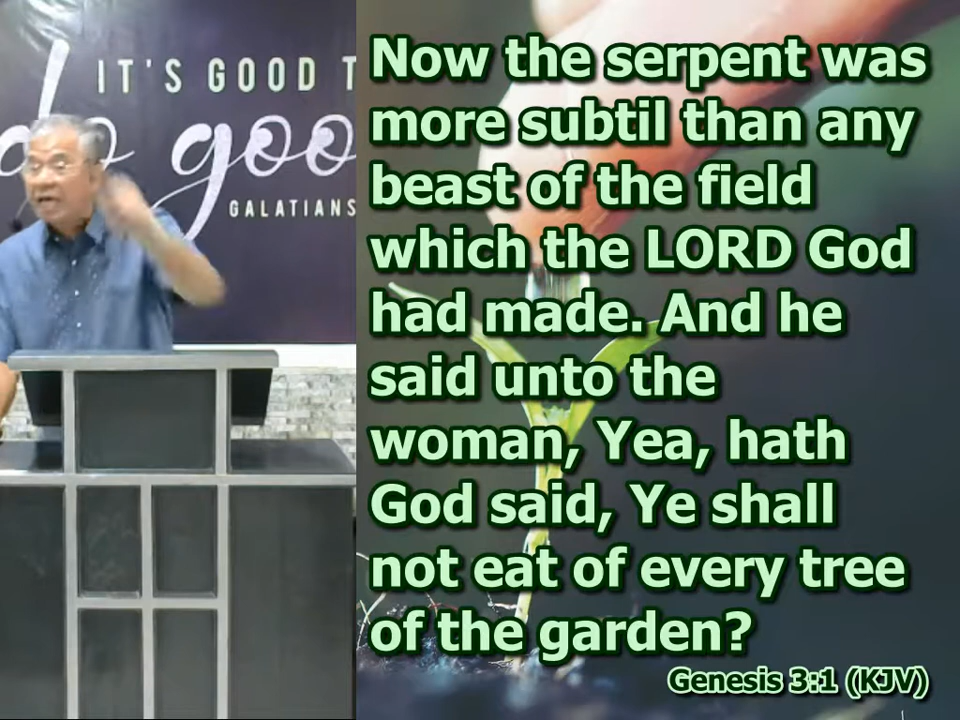 IT'S GOOD T
do goo
GALATIANS
Now the serpent was
more subtil than any
beast of the field
which the LORD God
had made. And he
said unto the
woman, Yea, hath
God said, Ye shall
not eat of every tree
of the garden?
Genesis 3:1 (KJV)